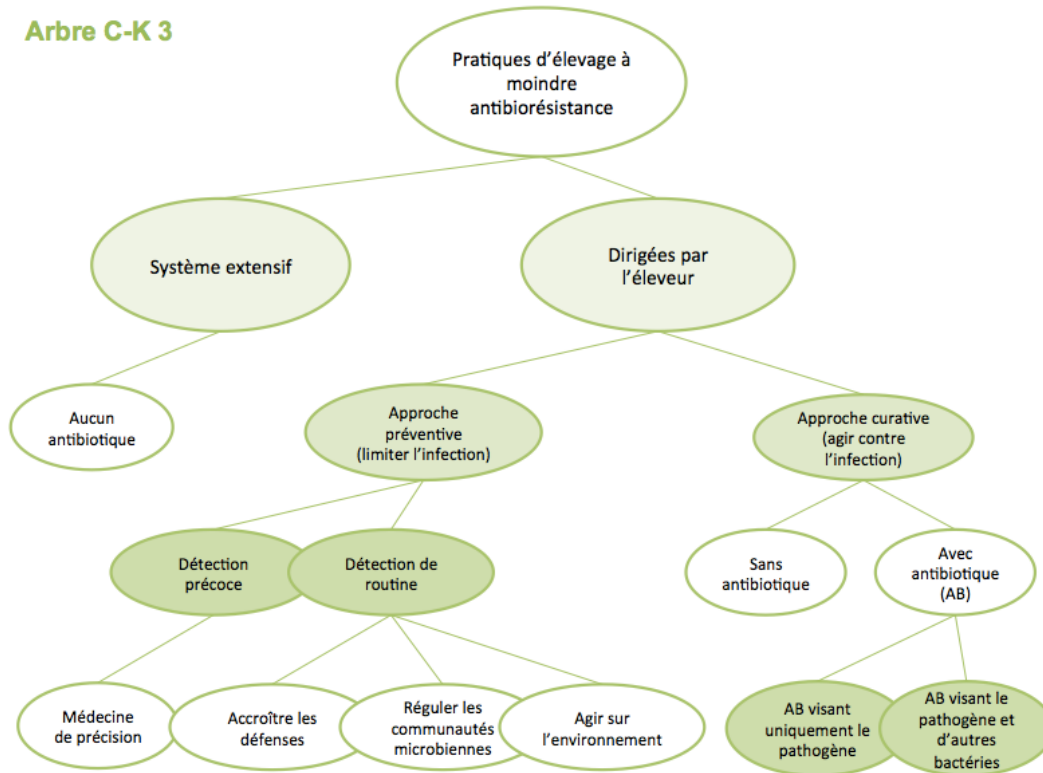 Arbre C-K 3
Pratiques d'élevage à
moindre
antibiorésistance
Système extensif
Dirigées par
l'éleveur
Aucun
antibiotique
Approche
préventive
(limiter l'infection)
Approche curative
(agir contre
l'infection)
Détection
précoce
Détection de
routine
Sans
antibiotique
Avec
antibiotique
(AB)
Médecine
de précision
Accroître les
défenses
Réguler les
communautés
microbiennes
Agir sur
l'environnement
AB visant
uniquement le
pathogène
AB visant le
pathogène et
d'autres
bactéries